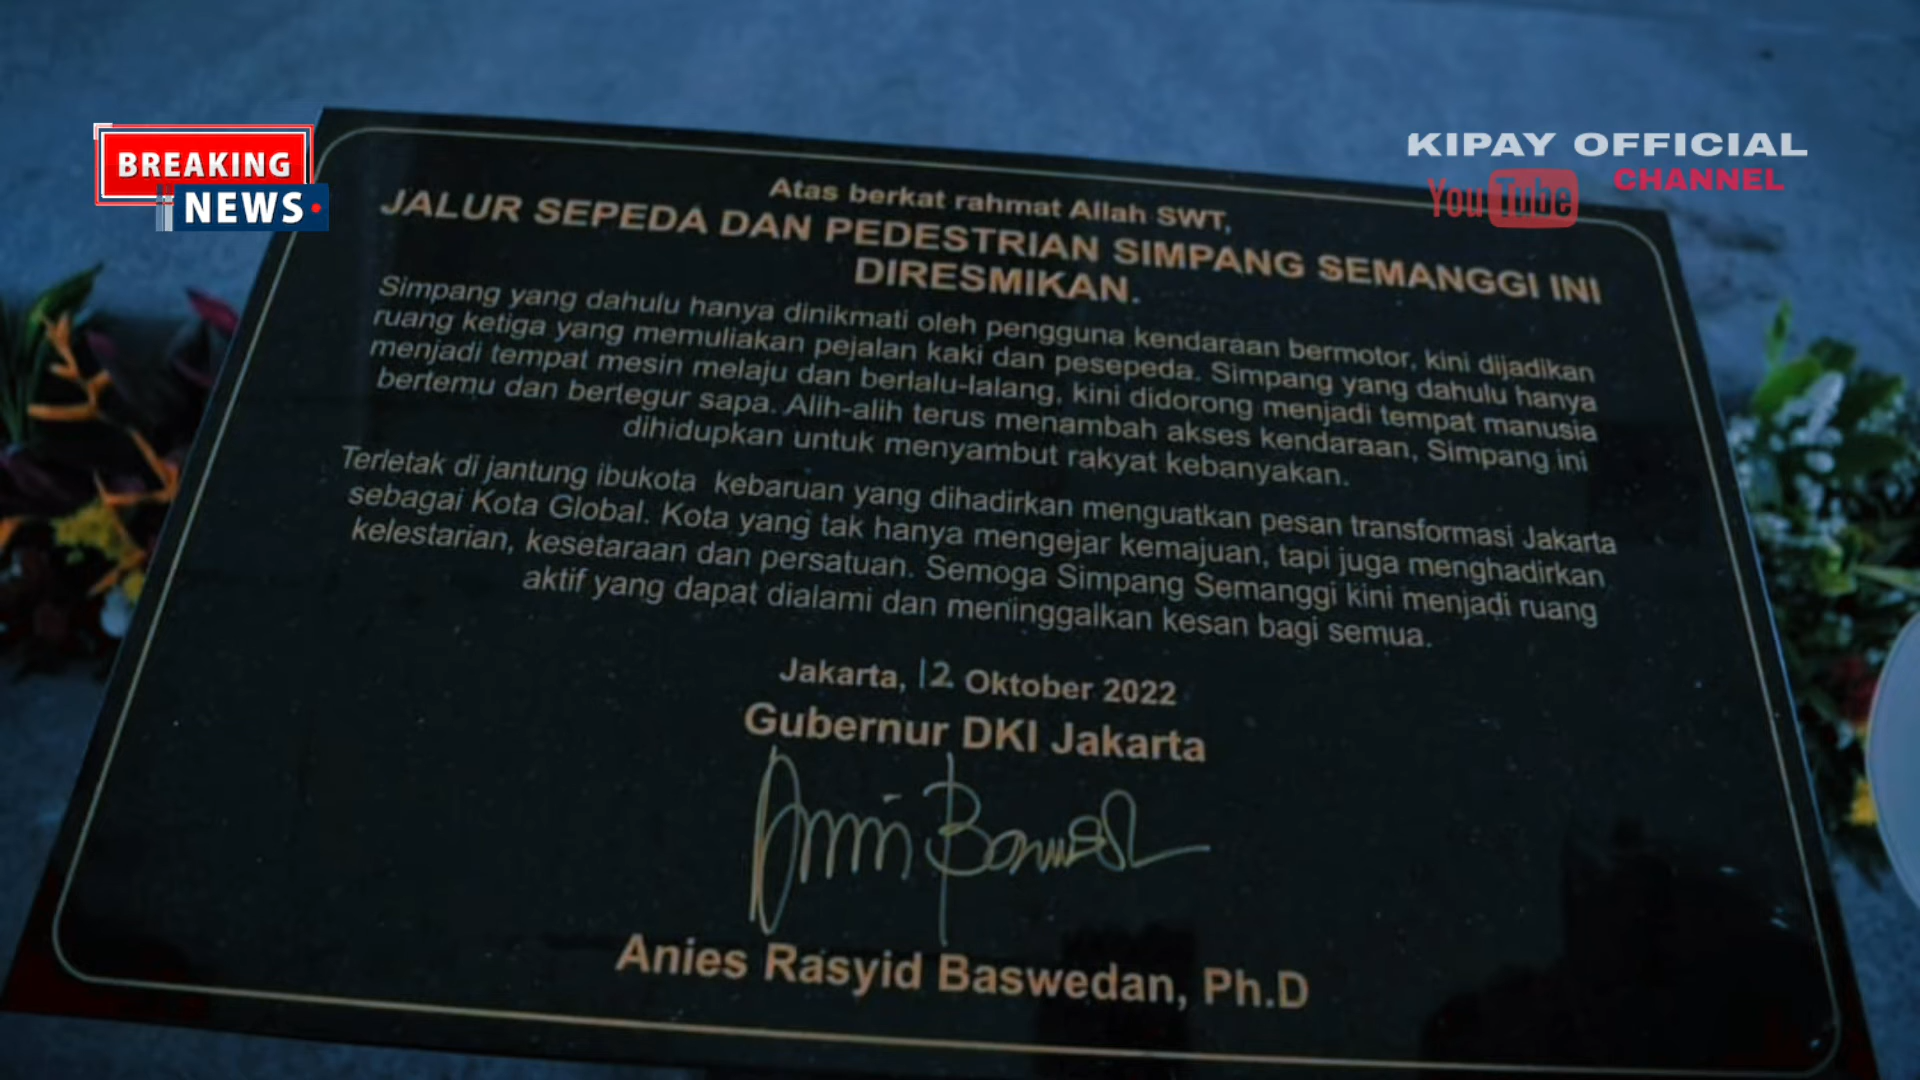 BREAKING
NEWS
KIPAY OFFICIAL
YouTube CHANNEL
Atas berkat rahmat Allah SWT,
JALUR SEPEDA DAN PEDESTRIAN SIMPANG SEMANGGI INI
DIRESMIKAN.
Simpang yang dahulu hanya dinikmati oleh pengguna kendaraan bermotor, kini dijadikan
ruang ketiga yang memuliakan pejalan kaki dan pesepeda. Simpang yang dahulu hanya
menjadi tempat mesin melaju dan berlalu-lalang, kini didorong menjadi tempat manusia
bertemu dan bertegur sapa. Alih-alih terus menambah akses kendaraan, Simpang ini
dihidupkan untuk menyambut rakyat kebanyakan.
Terletak di jantung ibukota kebaruan yang dihadirkan menguatkan pesan transformasi Jakarta
sebagai Kota Global. Kota yang tak hanya mengejar kemajuan, tapi juga menghadirkan
kelestarian, kesetaraan dan persatuan. Semoga Simpang Semanggi kini menjadi ruang
aktif yang dapat dialami dan meninggalkan kesan bagi semua.
Jakarta, 12 Oktober 2022
Gubernur DKI Jakarta
Anies Rasyid Baswedan, Ph.D